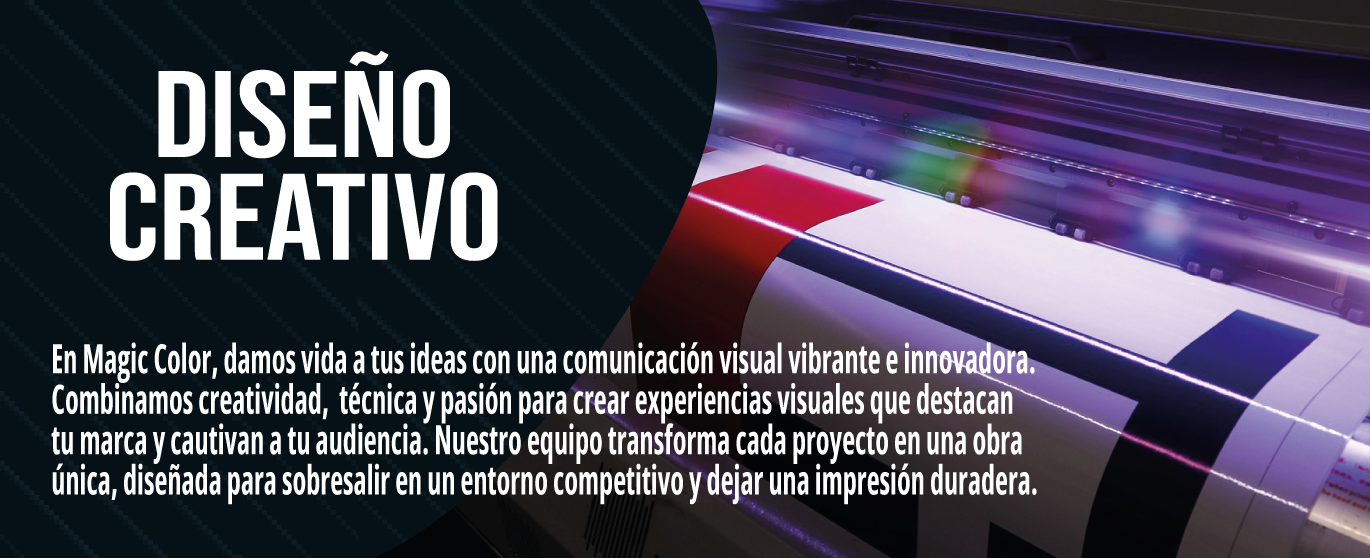 DISEÑO
CREATIVO
En Magic Color, damos vida a tus ideas con una comunicación visual vibrante e innovadora.
Combinamos creatividad, técnica y pasión para crear experiencias visuales que destacan
tu marca y cautivan a tu audiencia. Nuestro equipo transforma cada proyecto en una obra
única, diseñada para sobresalir en un entorno competitivo y dejar una impresión duradera.